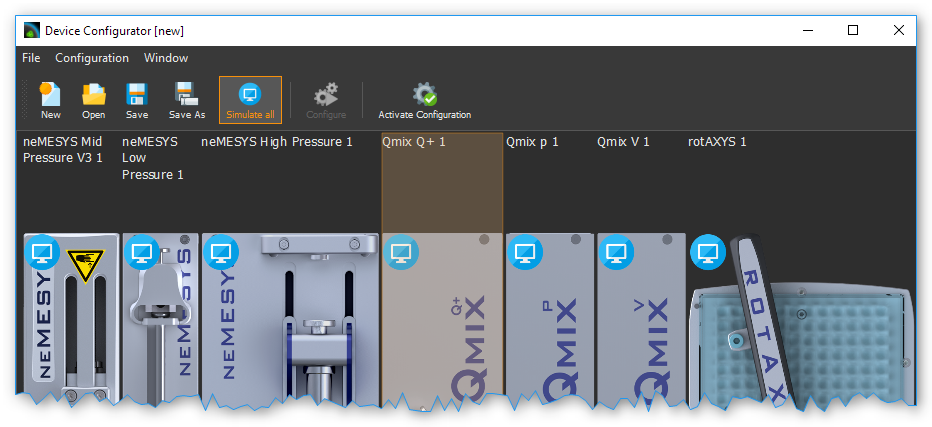 Device Configurator [new]
File Configuration Window
New Open Save Save As Simulate all Configure Activate Configuration
neMESYS Mid
Pressure V3 1
neMESYS
Low
Pressure 1
neMESYS High Pressure 1
Qmix Q+ 1
Qmix p 1
Qmix V 1
rotAXYS 1
NEMESY
NEMESYS
NEMESYS
QMIX Q+
QMIX P
QMIX V
ROTAX